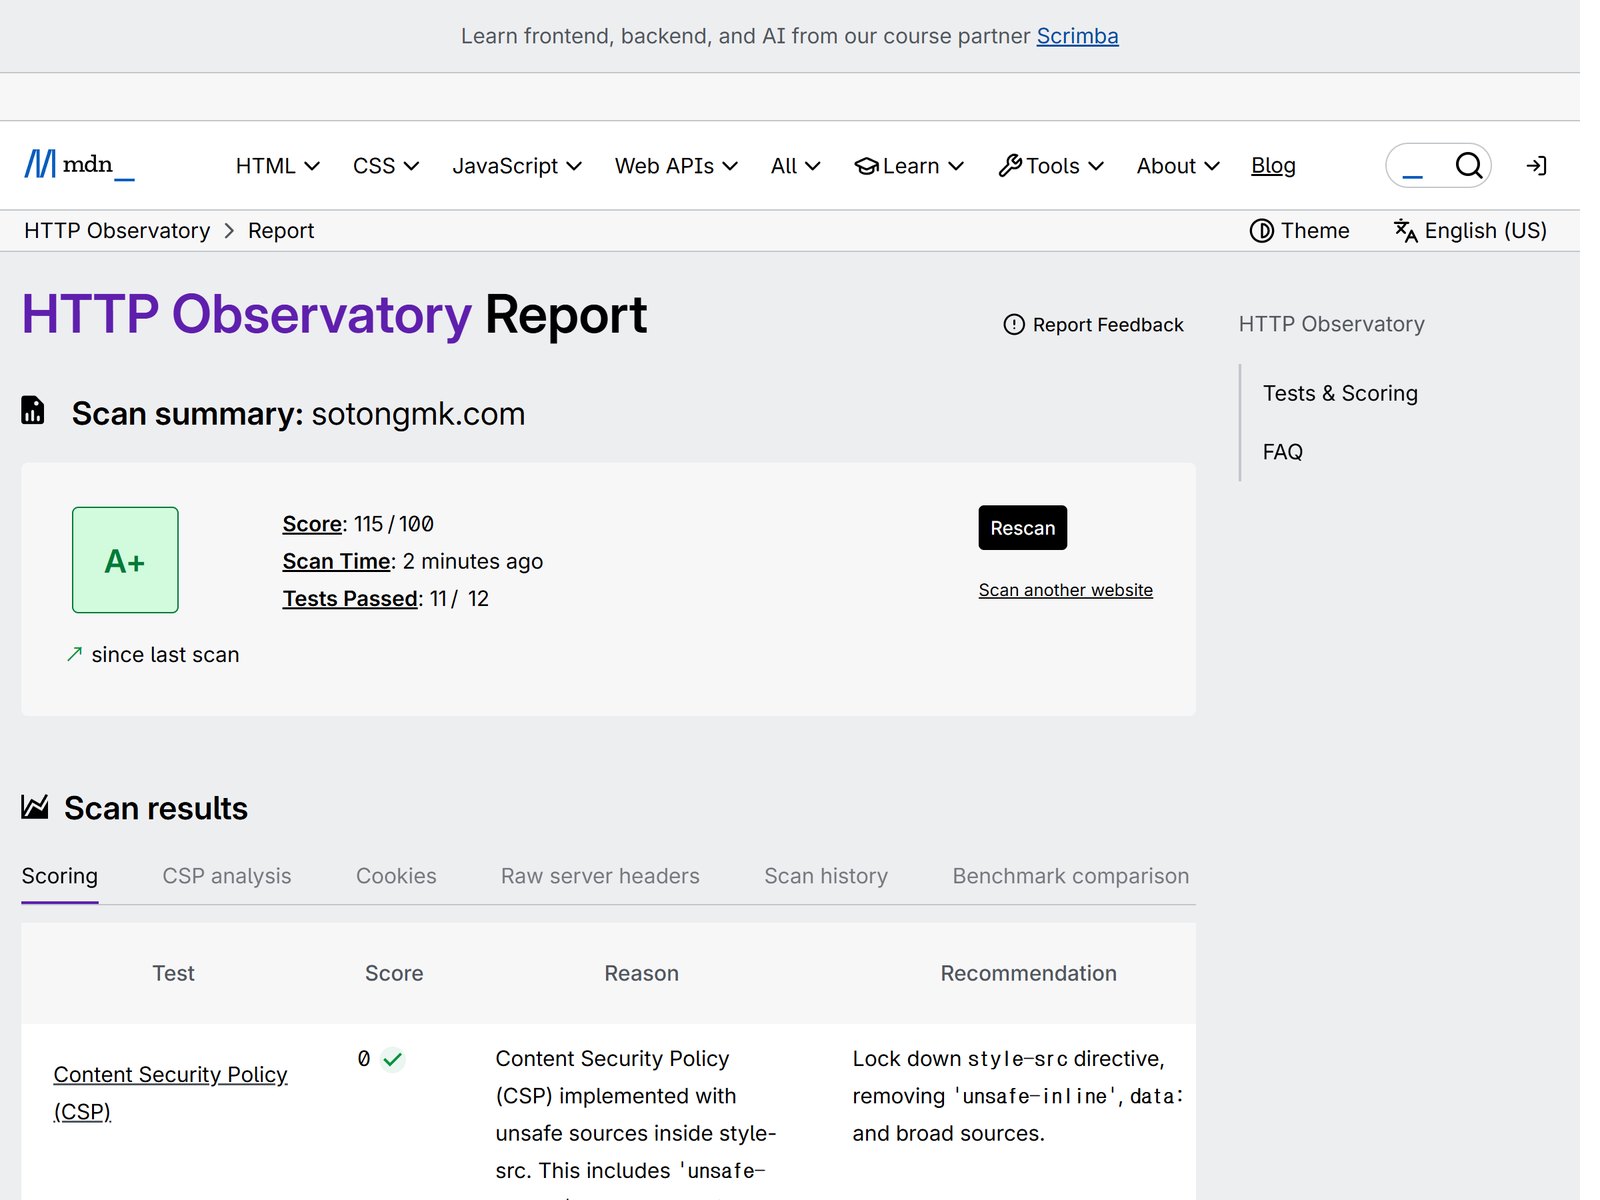 Learn frontend, backend, and AI from our course partner Scrimba
mdn_
HTML CSS JavaScript Web APIs All Learn Tools About Blog
HTTP Observatory > Report
Theme English (US)
HTTP Observatory Report
Report Feedback
HTTP Observatory
Tests & Scoring
FAQ
Scan summary: sotongmk.com
A+
since last scan
Score: 115 / 100
Scan Time: 2 minutes ago
Tests Passed: 11 / 12
Rescan
Scan another website
Scan results
Scoring CSP analysis Cookies Raw server headers Scan history Benchmark comparison
Test Score Reason Recommendation
Content Security Policy
(CSP)
0
Content Security Policy
(CSP) implemented with
unsafe sources inside style-
src. This includes 'unsafe-
Lock down style-src directive,
removing 'unsafe-inline', data:
and broad sources.